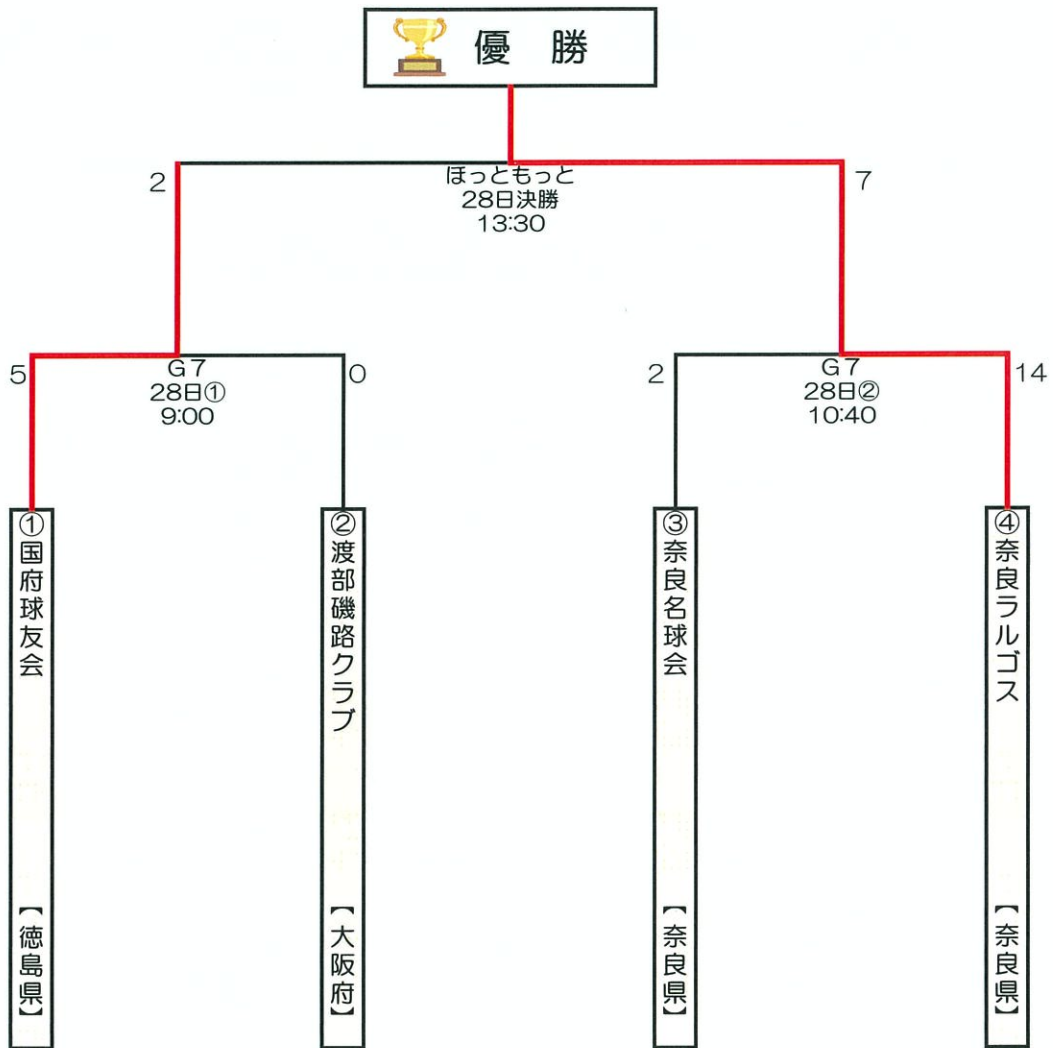 優 勝
2
7
ほっともっと
28日決勝
13:30
5
G7
28日①
9:00
0
2
G7
28日②
10:40
14
①国府球友会
【徳島県】
②渡部磯路クラブ
【大阪府】
③奈良名球会
【奈良県】
④奈良ラルゴス
【奈良県】